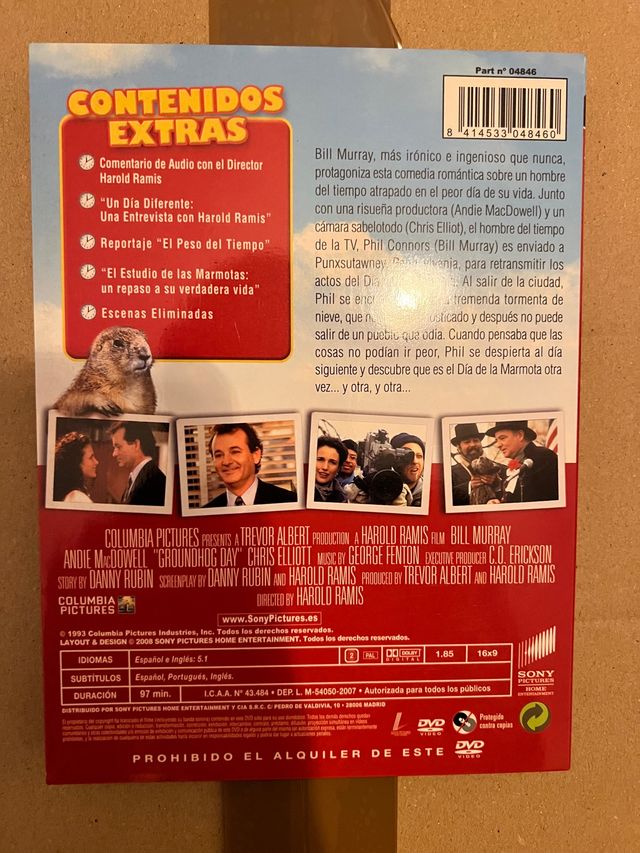 Part nº 04846
8 414533 048460
CONTENIDOS
EXTRAS
Comentario de Audio con el Director
Harold Ramis
"Un Día Diferente:
Una Entrevista con Harold Ramis"
Reportaje "El Peso del Tiempo"
"El Estudio de las Marmotas:
un repaso a su verdadera vida"
Escenas Eliminadas
Bill Murray, más irónico e ingenioso que nunca,
protagoniza esta comedia romántica sobre un hombre
del tiempo atrapado en el peor día de su vida. Junto
con una risueña productora (Andie MacDowell) y un
cámara sabelotodo (Chris Elliot), el hombre del tiempo
de la TV, Phil Connors (Bill Murray) es enviado a
Punxsutawney, para retransmitir los
actos del Al salir de la ciudad,
Phil se tremenda tormenta de
nieve, que y después no puede
salir de un pueblo que odia. Cuando pensaba que las
cosas no podían ir peor, Phil se despierta al día
siguiente y descubre que es el Día de la Marmota otra
vez... y otra, y otra...
COLUMBIA PICTURES PRESENTS A TREVOR ALBERT PRODUCTION A HAROLD RAMIS FILM BILL MURRAY
ANDIE MacDOWELL "GROUNDHOG DAY" CHRIS ELLIOTT MUSIC BY GEORGE FENTON EXECUTIVE PRODUCER C.O. ERICKSON
STORY BY DANNY RUBIN SCREENPLAY BY DANNY RUBIN AND HAROLD RAMIS PRODUCED BY TREVOR ALBERT AND HAROLD RAMIS
DIRECTED BY HAROLD RAMIS
COLUMBIA
PICTURES
www.SonyPictures.es
© 1993 Columbia Pictures Industries, Inc. Todos los derechos reservados.
LAYOUT & DESIGN © 2008 SONY PICTURES HOME ENTERTAINMENT. Todos los derechos reservados.
IDIOMAS Español e Inglés: 5.1 2 PAL DOLBY DIGITAL 1.85 16x9
SUBTÍTULOS Español, Portugués, Inglés.
DURACIÓN 97 min. I.C.A.A. Nº 43.484 • DEP. L. M-54050-2007 • Autorizada para todos los públicos
SONY
PICTURES
HOME
ENTERTAINMENT
DISTRIBUIDO POR SONY PICTURES HOME ENTERTAINMENT Y CIA S.R.C. C/ PEDRO DE VALDIVIA, 10 • 28006 MADRID
DVD
VIDEO
Protegido
contra copias
PROHIBIDO EL ALQUILER DE ESTE DVD
VIDEO